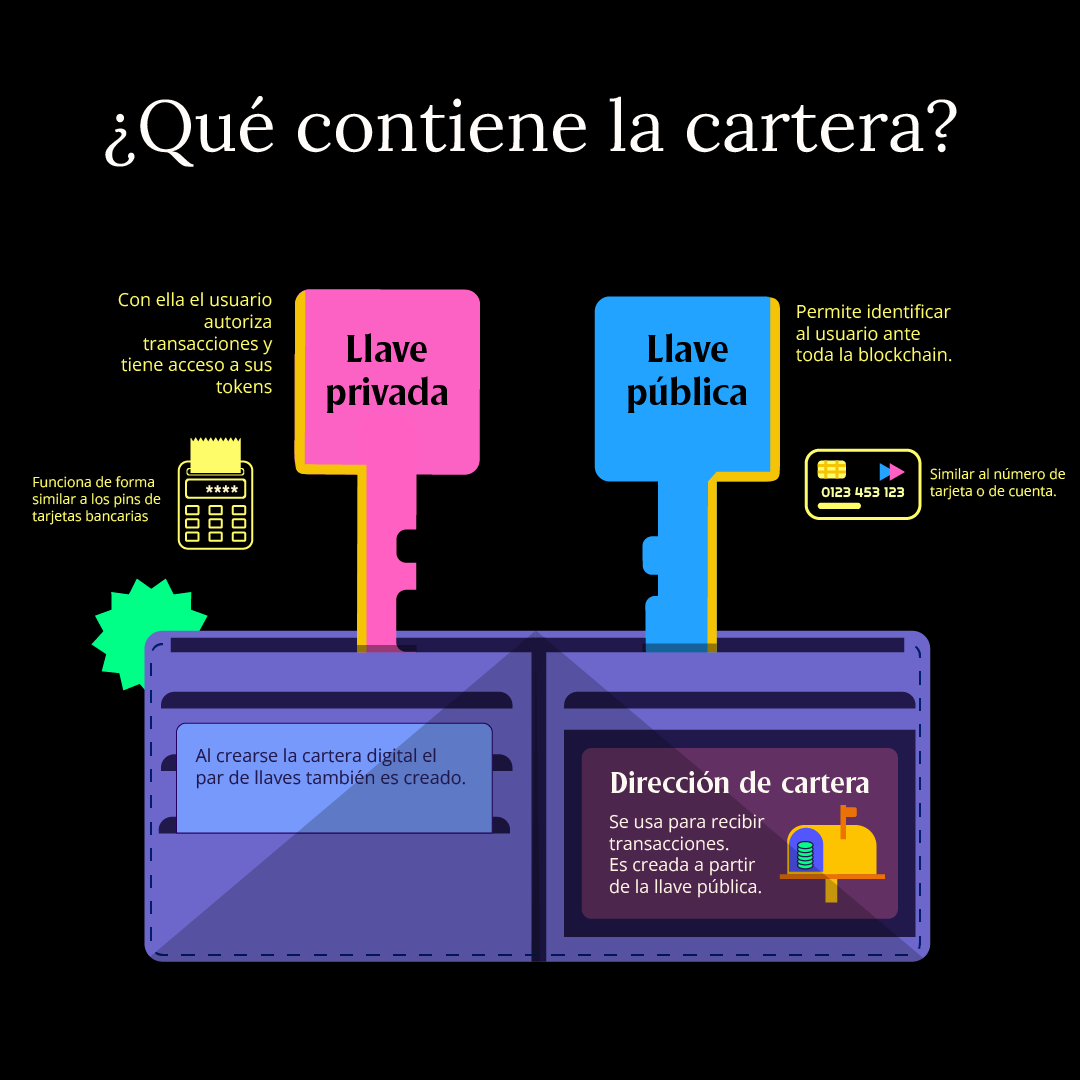 ¿Qué contiene la cartera?
Con ella el usuario
autoriza
transacciones y
tiene acceso a sus
tokens
Llave
privada
Llave
pública
Permite identificar
al usuario ante
toda la blockchain.
Funciona de forma
similar a los pins de
tarjetas bancarias
****
0123 453 123
Similar al número de
tarjeta o de cuenta.
Al crearse la cartera digital el
par de llaves también es creado.
Dirección de cartera
Se usa para recibir
transacciones.
Es creada a partir
de la llave pública.